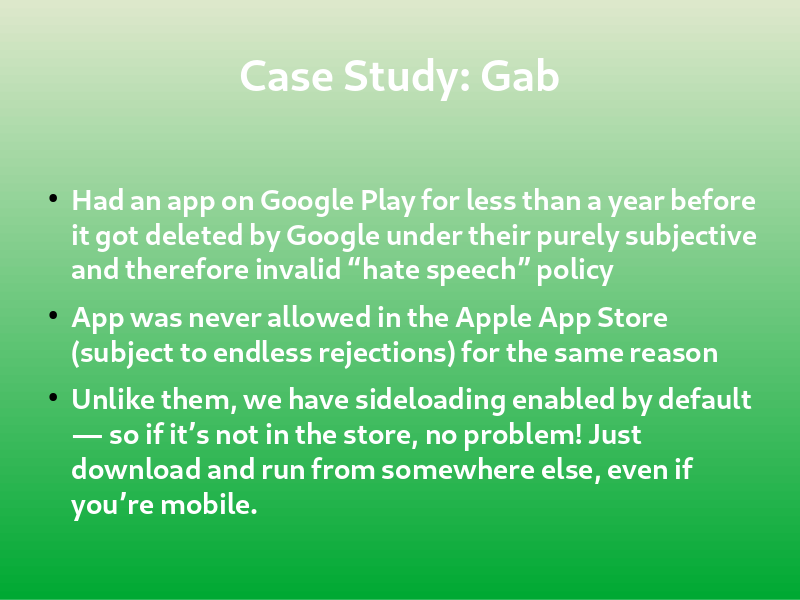 Case Study: Gab
• Had an app on Google Play for less than a year before
it got deleted by Google under their purely subjective
and therefore invalid “hate speech” policy
• App was never allowed in the Apple App Store
(subject to endless rejections) for the same reason
• Unlike them, we have sideloading enabled by default
— so if it’s not in the store, no problem! Just
download and run from somewhere else, even if
you’re mobile.